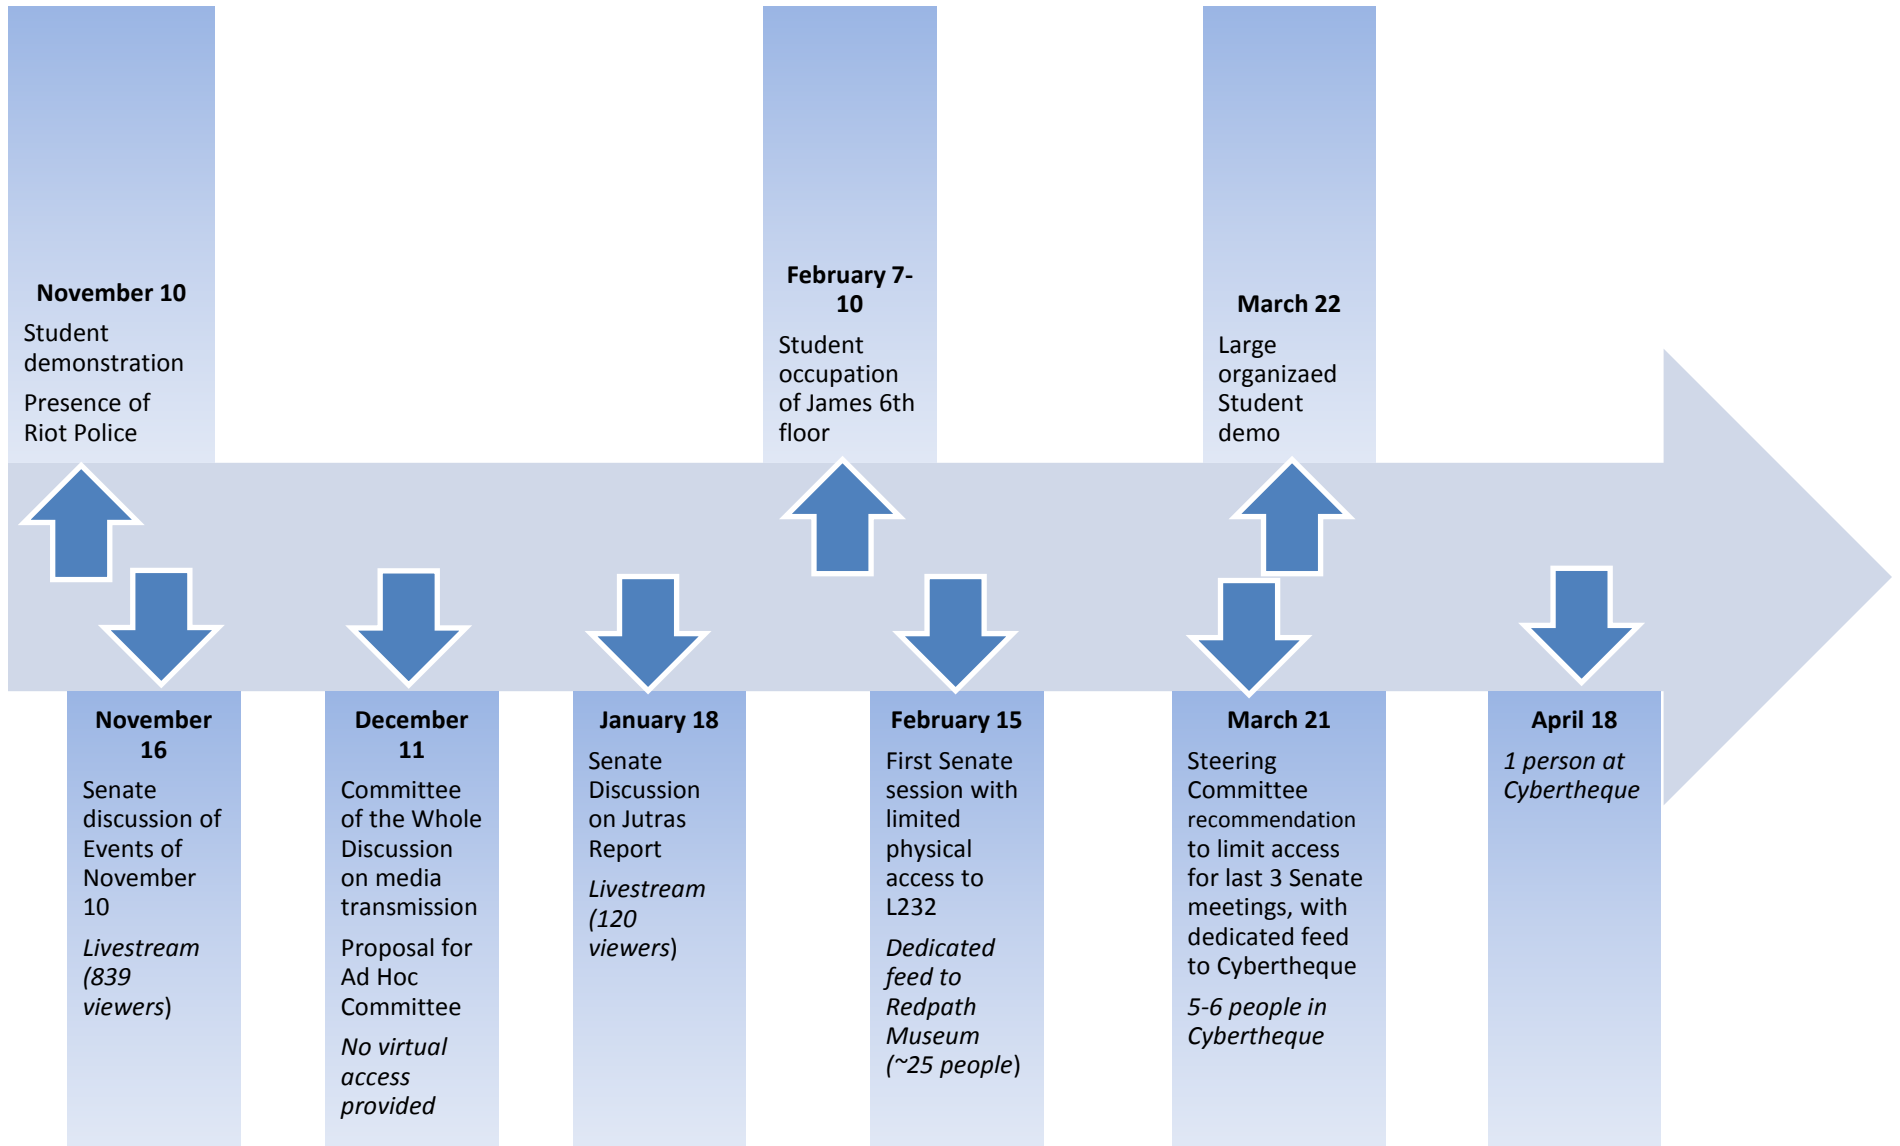 November 10
Student
demonstration
Presence of
Riot Police
February 7-
10
Student
occupation
of James 6th
floor
March 22
Large
organizaed
Student
demo
November
16
Senate
discussion of
Events of
November
10
Livestream
(839
viewers)
December
11
Committee
of the Whole
Discussion
on media
transmission
Proposal for
Ad Hoc
Committee
No virtual
access
provided
January 18
Senate
Discussion
on Jutras
Report
Livestream
(120
viewers)
February 15
First Senate
session with
limited
physical
access to
L232
Dedicated
feed to
Redpath
Museum
(~25 people)
March 21
Steering
Committee
recommendation
to limit access
for last 3 Senate
meetings, with
dedicated feed
to Cybertheque
5-6 people in
Cybertheque
April 18
1 person at
Cybertheque